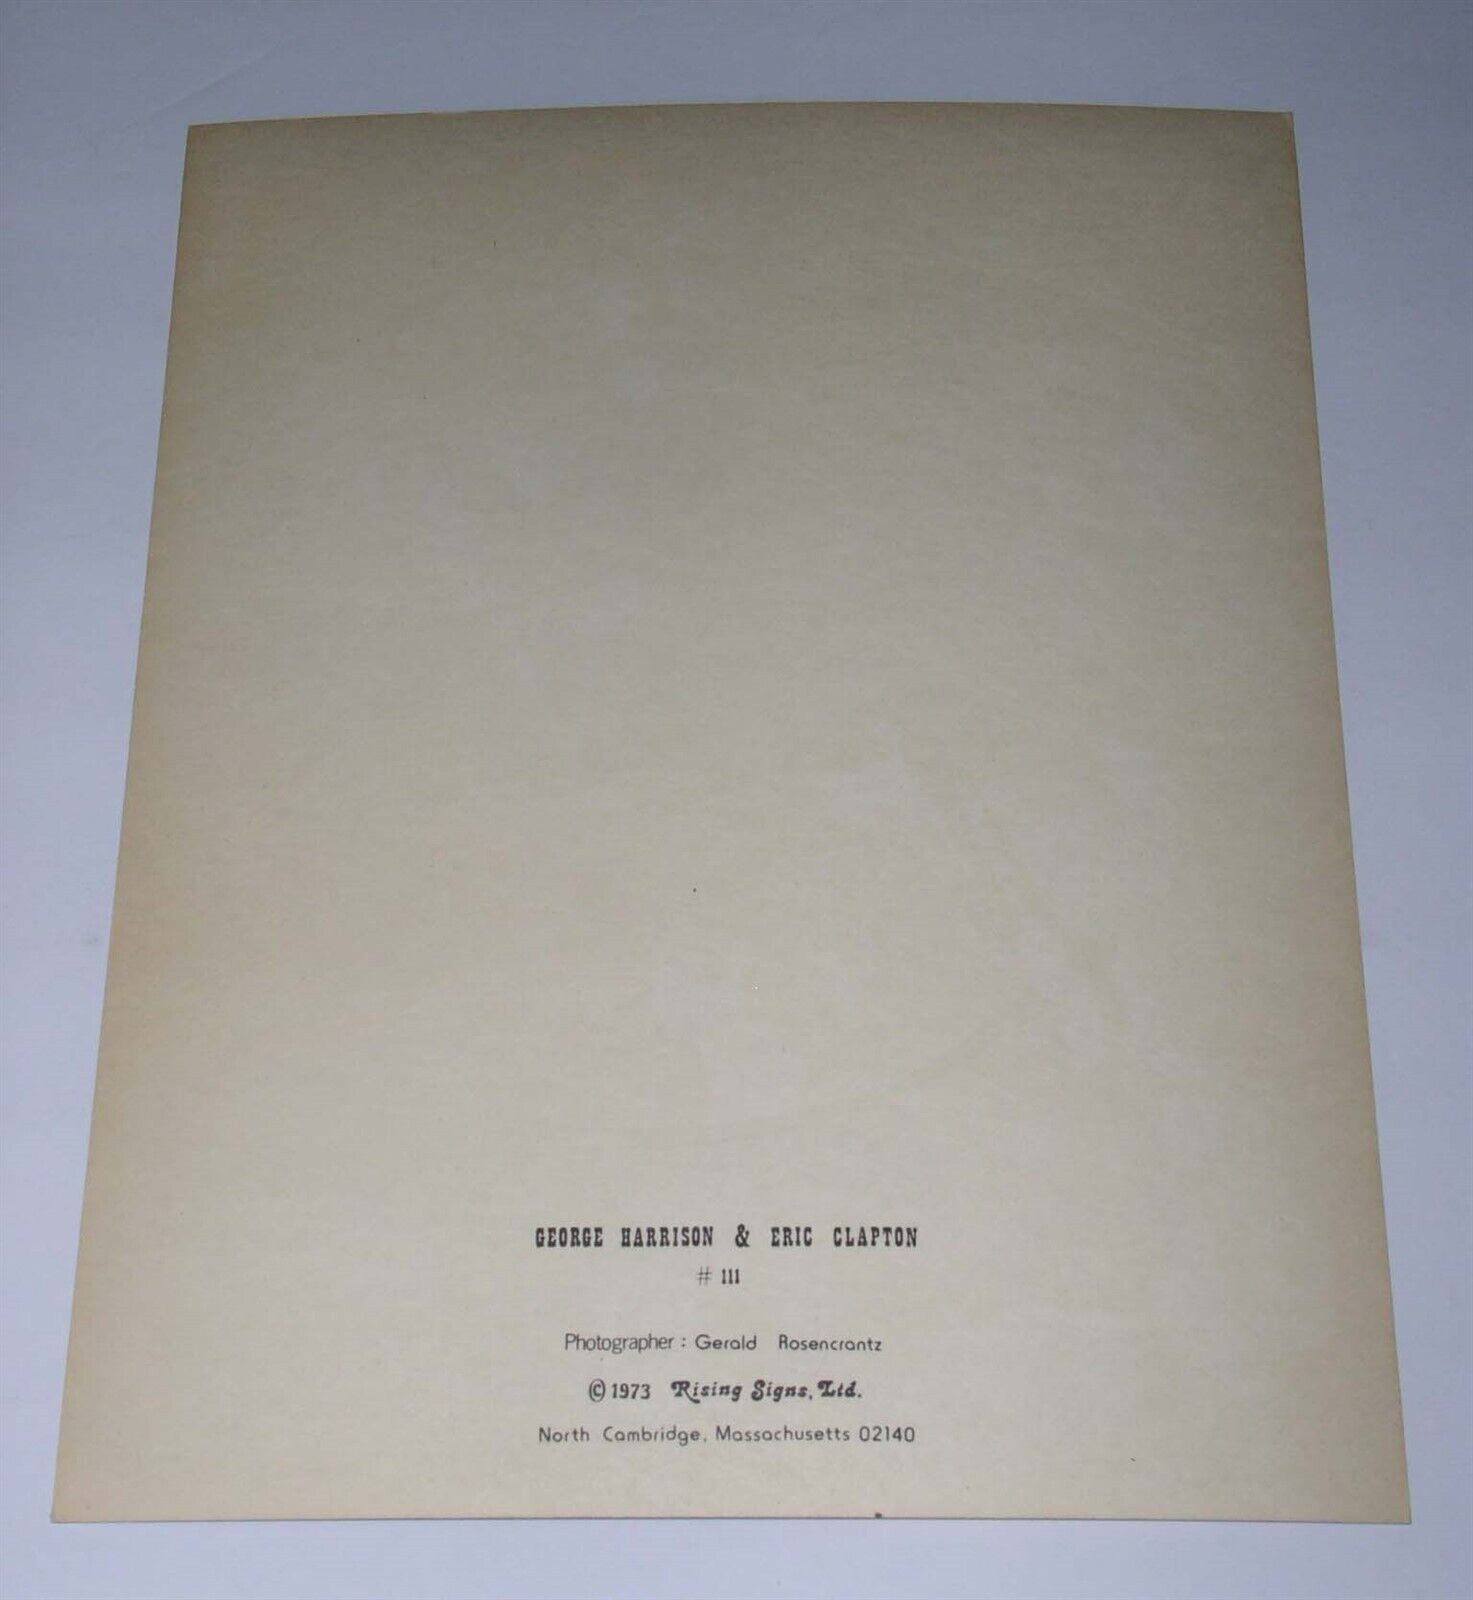 GEORGE HARRISON & ERIC CLAPTON
# 111
Photographer : Gerald Rosencrantz
© 1973 Rising Signs, Ltd.
North Cambridge, Massachusetts 02140